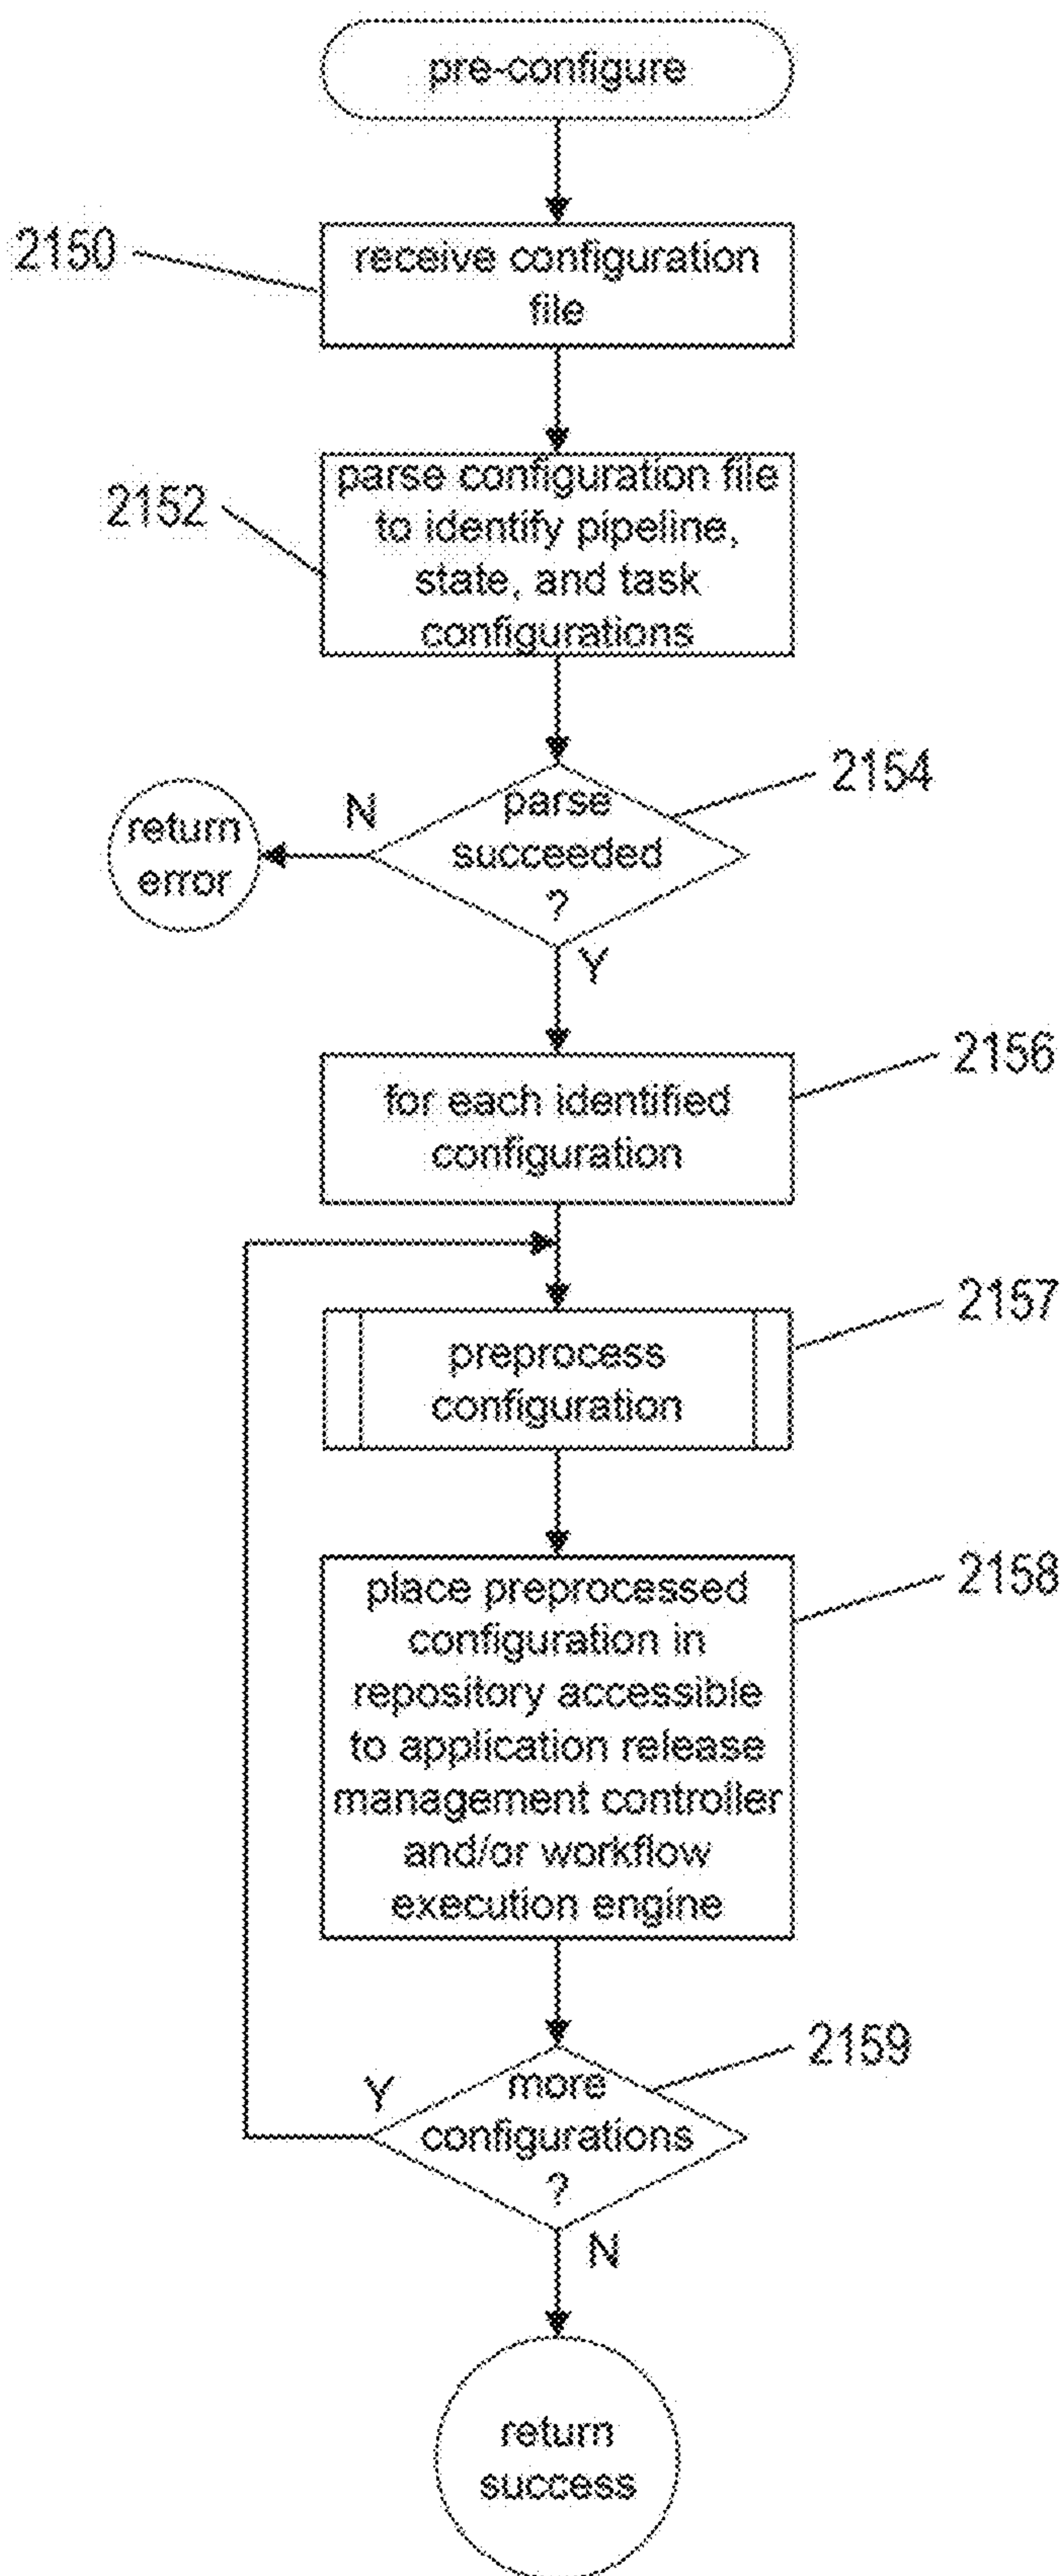 pre-configure
2150
receive configuration
file
2152
parse configuration file
to identify pipeline,
state, and task
configurations
2154
parse
succeeded
?
N
return
error
Y
2156
for each identified
configuration
2157
preprocess
configuration
2158
place preprocessed
configuration in
repository accessible
to application release
management controller
and/or workflow
execution engine
2159
more
configurations
?
Y
N
return
success